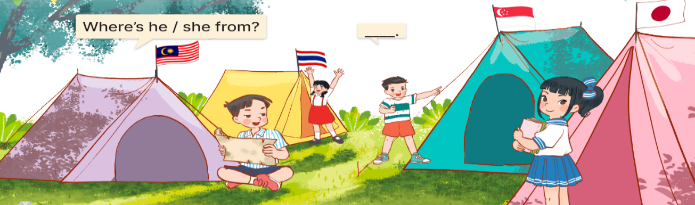 Where's he / she from?
____.